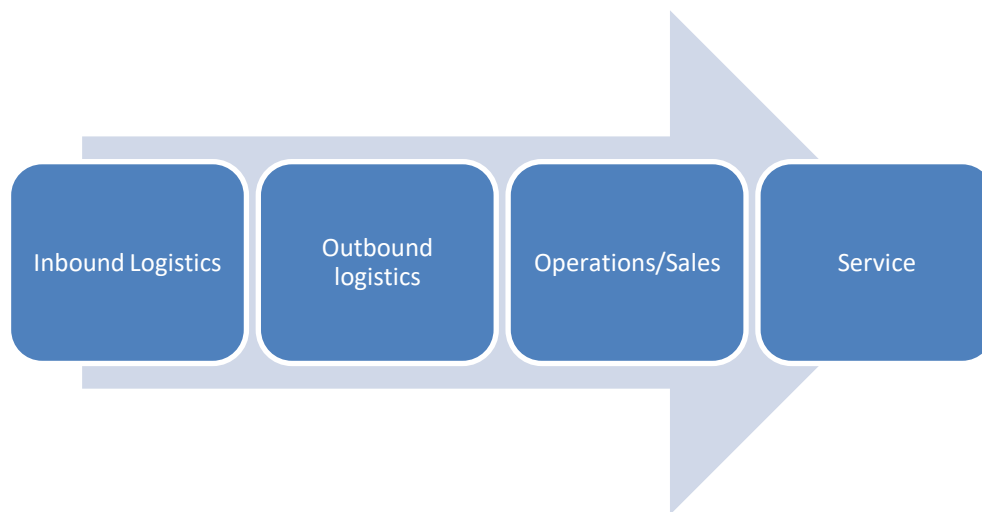 Inbound Logistics
Outbound
logistics
Operations/Sales
Service